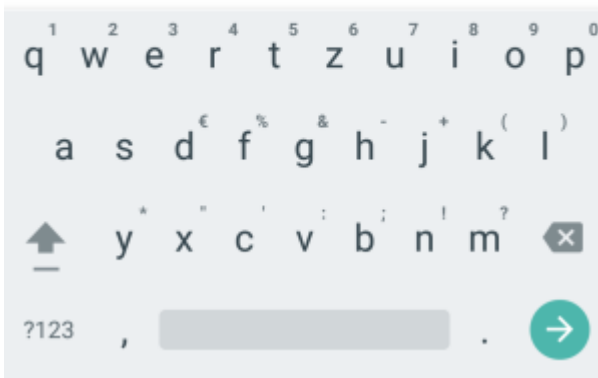 1 2 3 4 5 6 7 8 9 0
q w e r t z u i o p
€ % & - + ( )
a s d f g h j k l
* " ' : ; ! ?
y x c v b n m
?123 , .